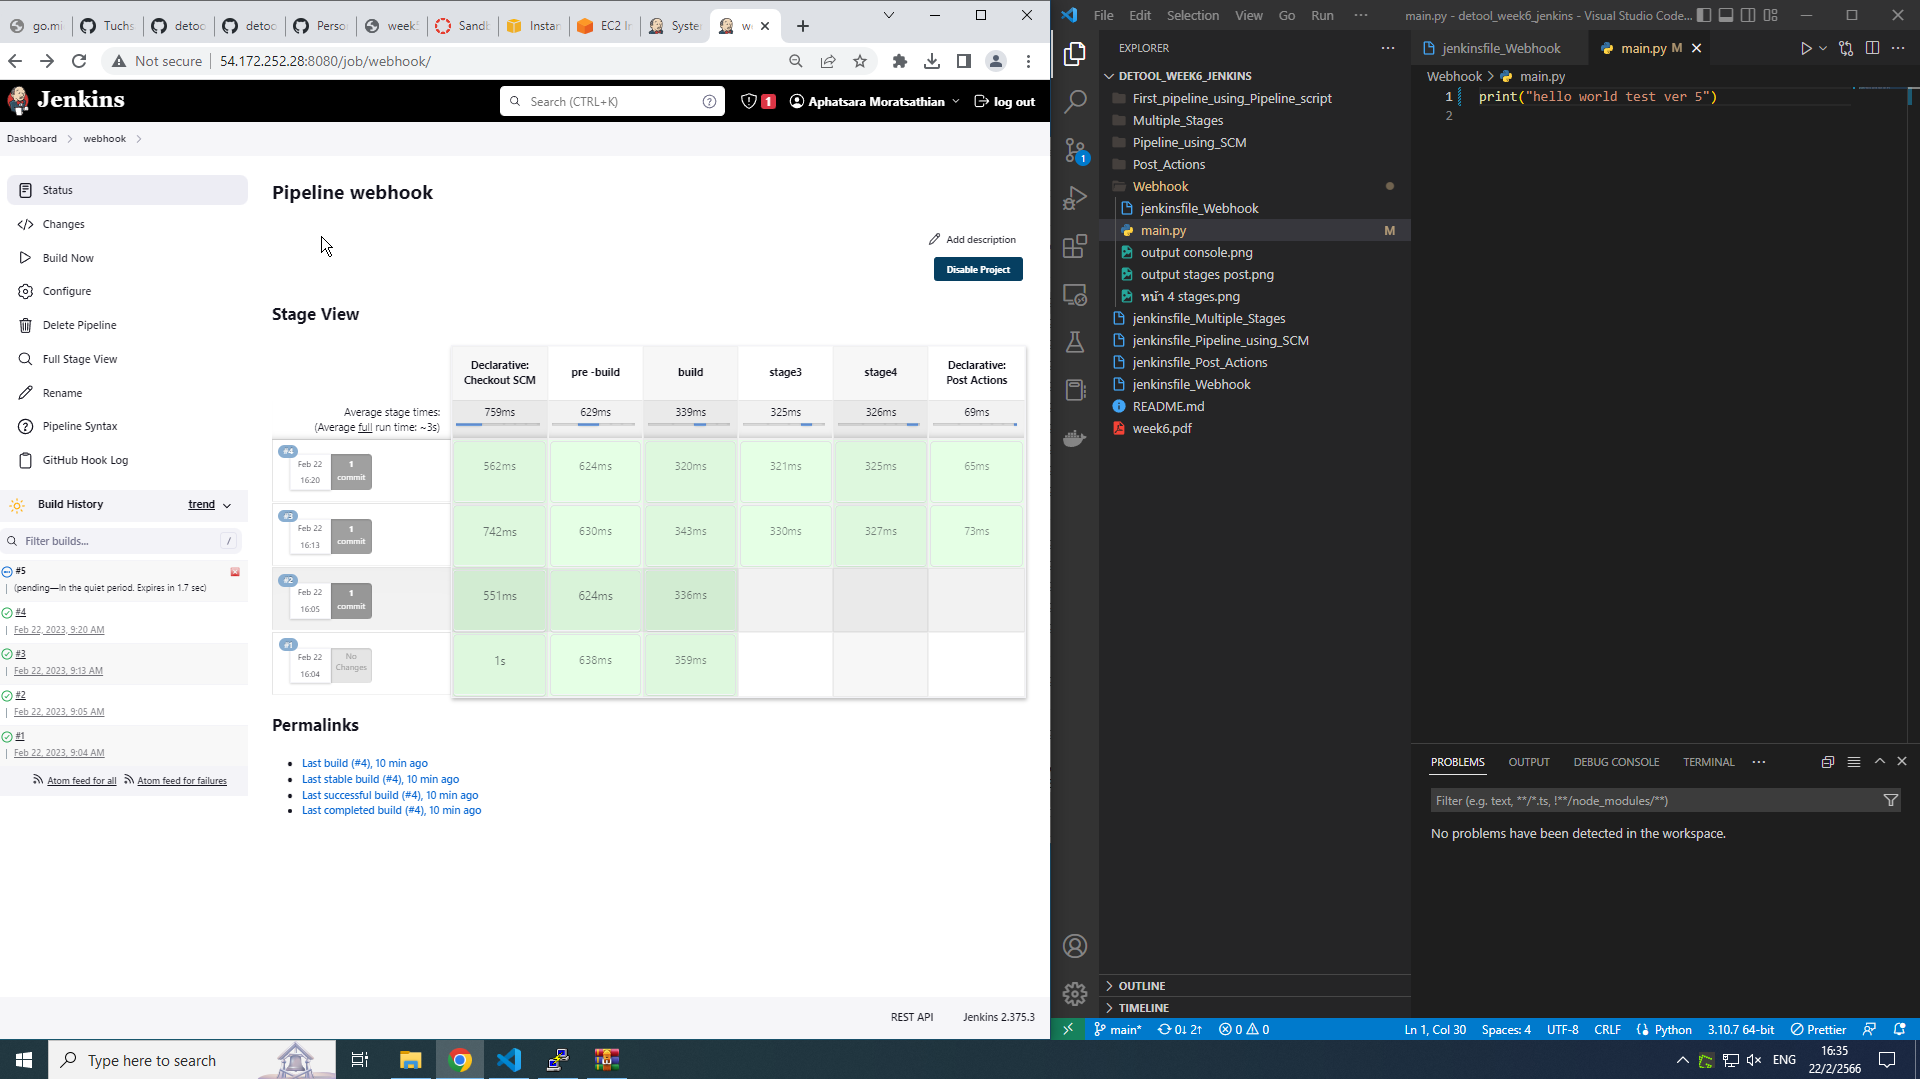 go.mi
Tuchs
detoo
detoo
Perso
week5
Sandb
Instan
EC2 In
Syste
w
Not secure
54.172.252.28:8080/job/webhook/
Jenkins
Search (CTRL+K)
1
Aphatsara Moratsathian
log out
Dashboard
webhook
Status
Changes
Build Now
Configure
Delete Pipeline
Full Stage View
Rename
Pipeline Syntax
GitHub Hook Log
Build History
trend
Filter builds...
/
#5
(pending—In the quiet period. Expires in 1.7 sec)
#4
Feb 22, 2023, 9:20 AM
#3
Feb 22, 2023, 9:13 AM
#2
Feb 22, 2023, 9:05 AM
#1
Feb 22, 2023, 9:04 AM
Atom feed for all
Atom feed for failures
Pipeline webhook
Add description
Disable Project
Stage View
Declarative: Checkout SCM
pre -build
build
stage3
stage4
Declarative: Post Actions
Average stage times:
(Average full run time: ~3s)
759ms
629ms
339ms
325ms
326ms
69ms
#4
Feb 22
16:20
1
commit
562ms
624ms
320ms
321ms
325ms
65ms
#3
Feb 22
16:13
1
commit
742ms
630ms
343ms
330ms
327ms
73ms
#2
Feb 22
16:05
1
commit
551ms
624ms
336ms
#1
Feb 22
16:04
No
Changes
1s
638ms
359ms
Permalinks
Last build (#4), 10 min ago
Last stable build (#4), 10 min ago
Last successful build (#4), 10 min ago
Last completed build (#4), 10 min ago
REST API
Jenkins 2.375.3
File
Edit
Selection
View
Go
Run
main.py - detool_week6_jenkins - Visual Studio Code...
EXPLORER
DETOOL_WEEK6_JENKINS
First_pipeline_using_Pipeline_script
Multiple_Stages
Pipeline_using_SCM
Post_Actions
Webhook
jenkinsfile_Webhook
main.py
M
output console.png
output stages post.png
หน้า 4 stages.png
jenkinsfile_Multiple_Stages
jenkinsfile_Pipeline_using_SCM
jenkinsfile_Post_Actions
jenkinsfile_Webhook
README.md
week6.pdf
OUTLINE
TIMELINE
1
jenkinsfile_Webhook
main.py M
Webhook
main.py
1 print("hello world test ver 5")
2
PROBLEMS
OUTPUT
DEBUG CONSOLE
TERMINAL
Filter (e.g. text, **/*.ts, !**/node_modules/**)
No problems have been detected in the workspace.
main*
0↓ 2↑
0
0
Ln 1, Col 30
Spaces: 4
UTF-8
CRLF
Python
3.10.7 64-bit
Prettier
Type here to search
ENG
16:35
22/2/2566